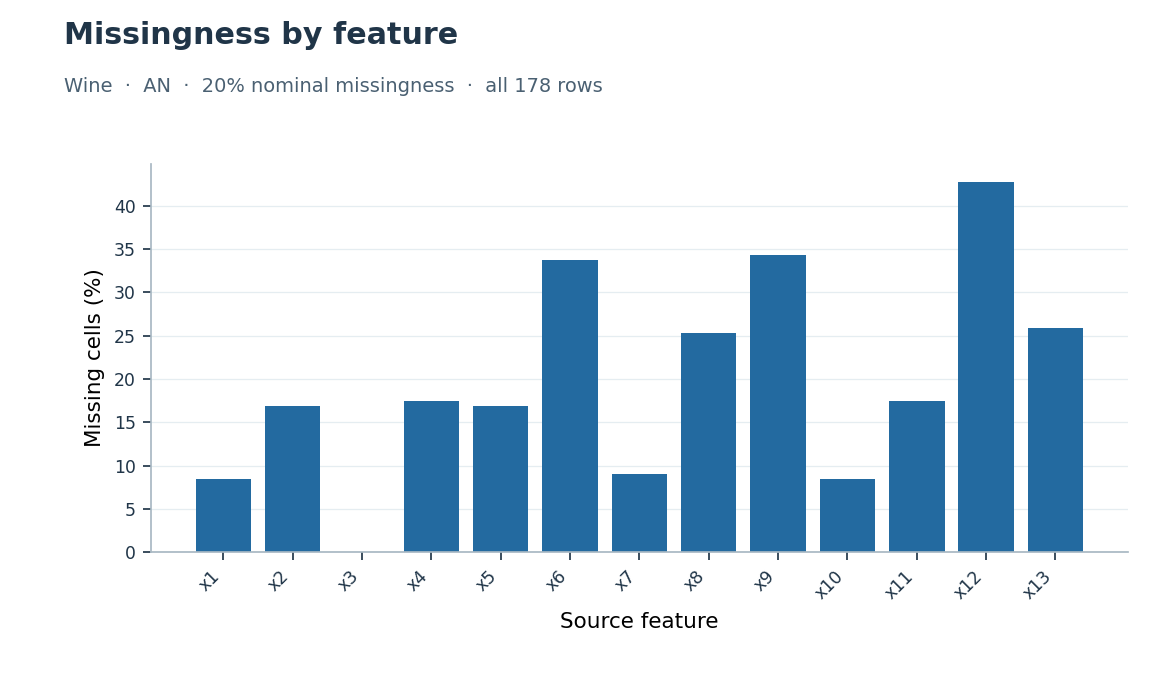 Missingness by feature
Wine · AN · 20% nominal missingness · all 178 rows
Missing cells (%)
40
35
30
25
20
15
10
5
0
x1 x2 x3 x4 x5 x6 x7 x8 x9 x10 x11 x12 x13
Source feature